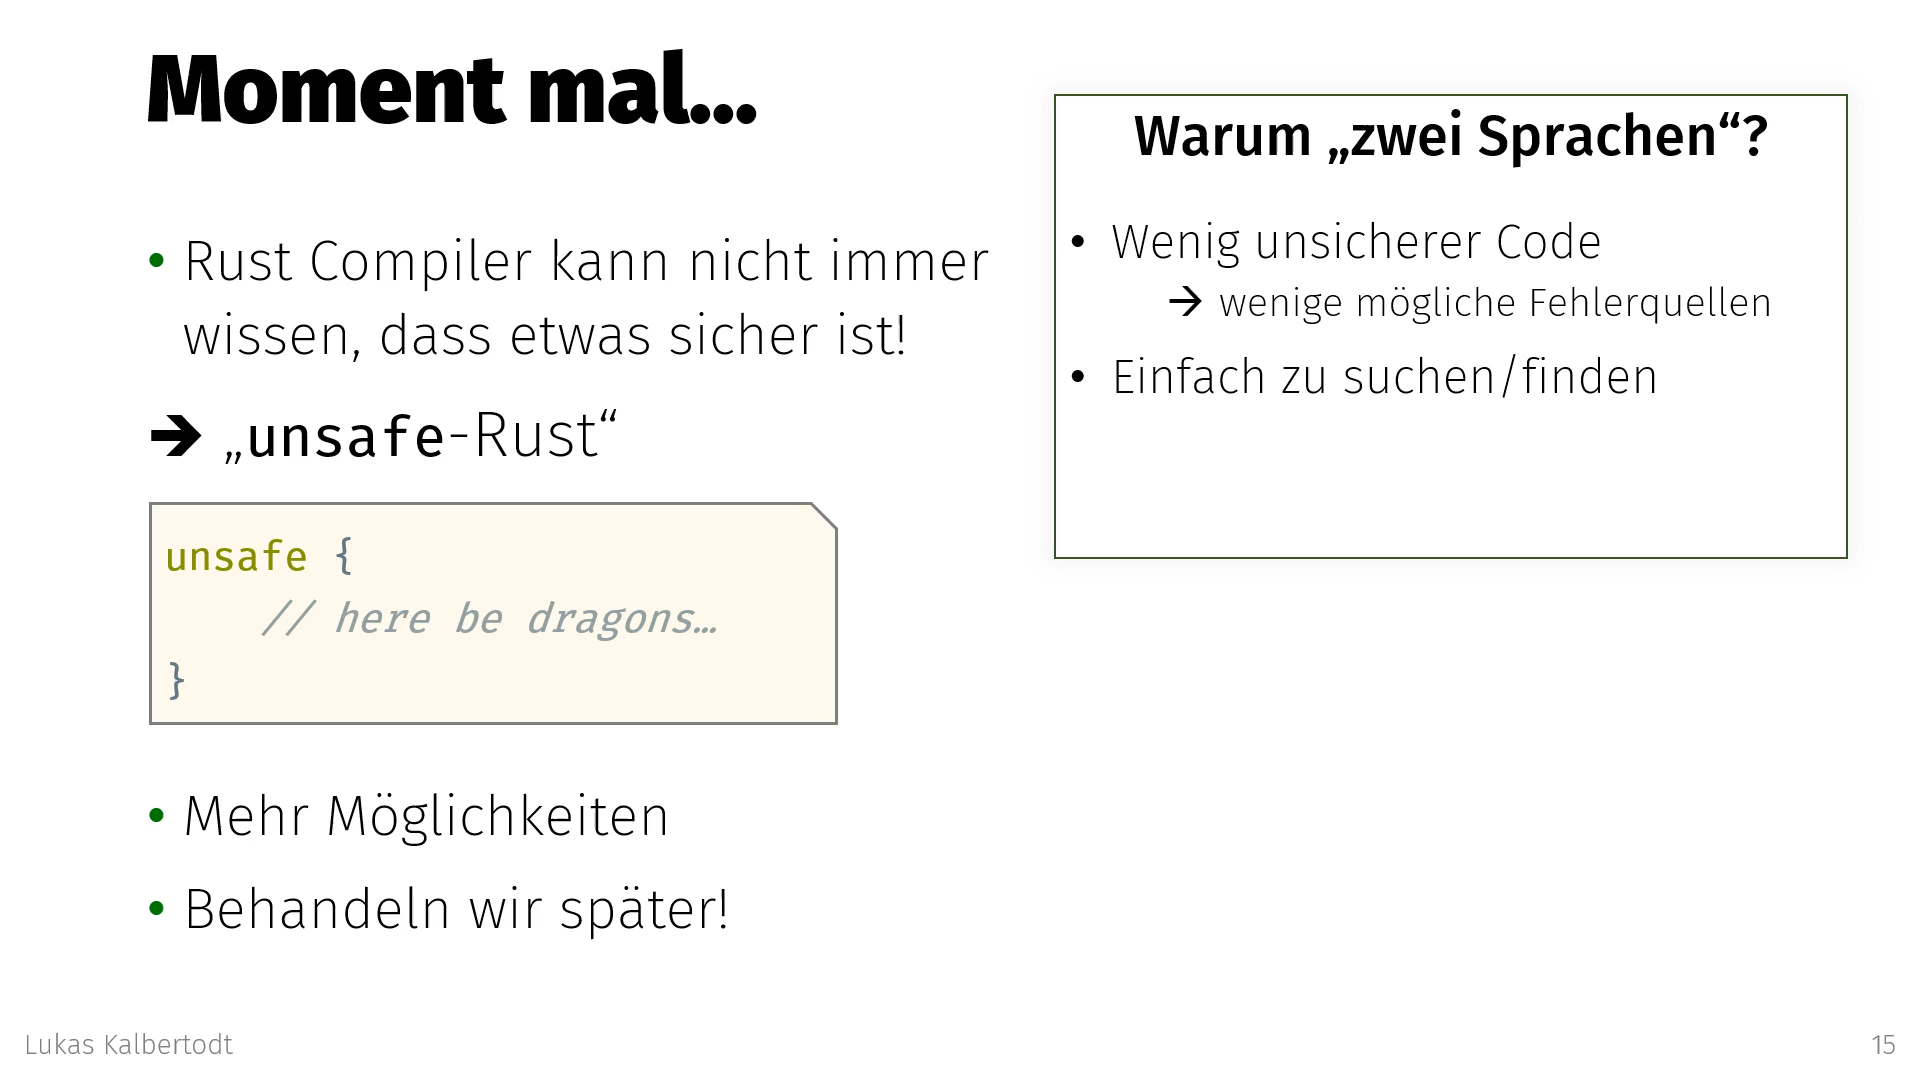 Moment mal…
• Rust Compiler kann nicht immer
wissen, dass etwas sicher ist!
➔ „unsafe-Rust“
unsafe {
    // here be dragons…
}
• Mehr Möglichkeiten
• Behandeln wir später!
Warum „zwei Sprachen“?
• Wenig unsicherer Code
→ wenige mögliche Fehlerquellen
• Einfach zu suchen/finden
Lukas Kalbertodt
15